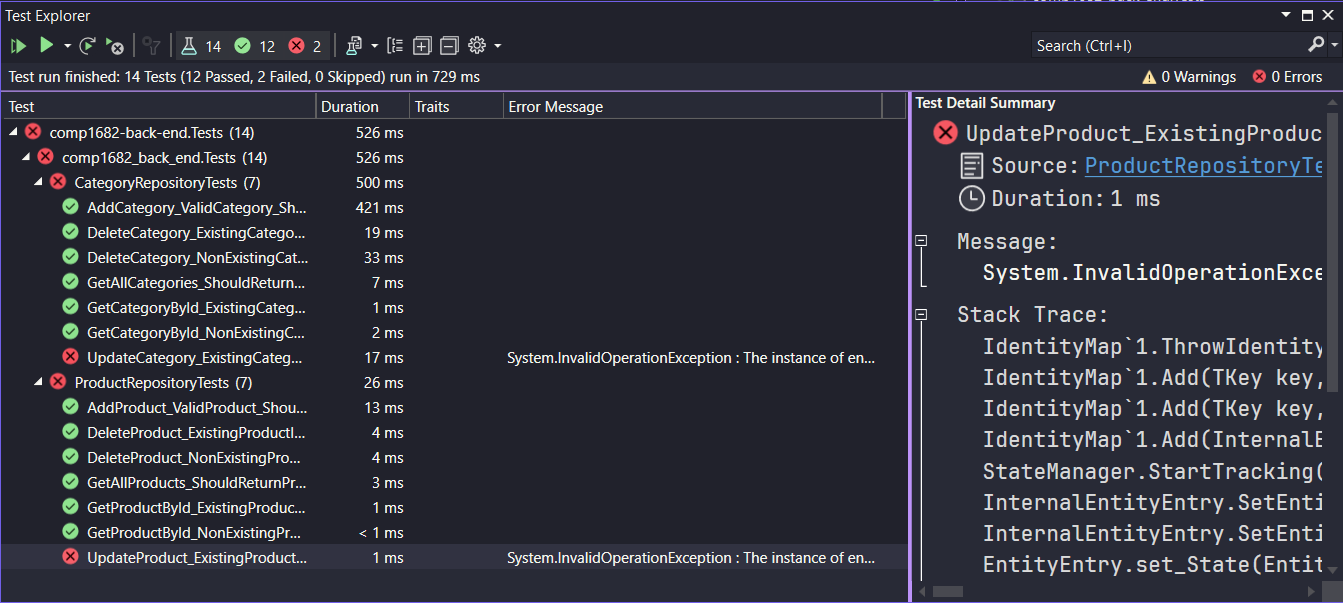 Test Explorer
14 12 2
Search (Ctrl+I)
Test run finished: 14 Tests (12 Passed, 2 Failed, 0 Skipped) run in 729 ms
0 Warnings 0 Errors
Test Duration Traits Error Message
comp1682-back-end.Tests (14) 526 ms
comp1682_back_end.Tests (14) 526 ms
CategoryRepositoryTests (7) 500 ms
AddCategory_ValidCategory_Sh... 421 ms
DeleteCategory_ExistingCatego... 19 ms
DeleteCategory_NonExistingCat... 33 ms
GetAllCategories_ShouldReturn... 7 ms
GetCategoryById_ExistingCateg... 1 ms
GetCategoryById_NonExistingC... 2 ms
UpdateCategory_ExistingCateg... 17 ms System.InvalidOperationException : The instance of en...
ProductRepositoryTests (7) 26 ms
AddProduct_ValidProduct_Shou... 13 ms
DeleteProduct_ExistingProductI... 4 ms
DeleteProduct_NonExistingPro... 4 ms
GetAllProducts_ShouldReturnPr... 3 ms
GetProductById_ExistingProduc... 1 ms
GetProductById_NonExistingPr... < 1 ms
UpdateProduct_ExistingProduct... 1 ms System.InvalidOperationException : The instance of en...
Test Detail Summary
UpdateProduct_ExistingProduc
Source: ProductRepositoryTe
Duration: 1 ms
Message:
System.InvalidOperationExce
Stack Trace:
IdentityMap`1.ThrowIdentity
IdentityMap`1.Add(TKey key,
IdentityMap`1.Add(TKey key,
IdentityMap`1.Add(InternalE
StateManager.StartTracking(
InternalEntityEntry.SetEnti
InternalEntityEntry.SetEnti
EntityEntry.set_State(Entit